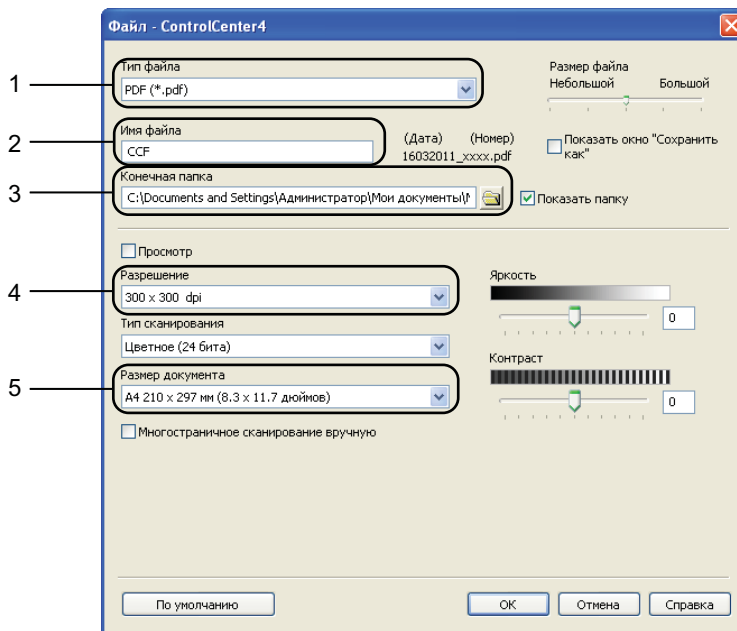 Файл - ControlCenter4
1
Тип файла
PDF (*.pdf)
Размер файла
Небольшой Большой
2
Имя файла
CCF
(Дата) (Номер)
16032011_xxxx.pdf
Показать окно "Сохранить как"
3
Конечная папка
C:\Documents and Settings\Администратор\Мои документы\
Показать папку
Просмотр
4
Разрешение
300 x 300 dpi
Тип сканирования
Цветное (24 бита)
Яркость
0
Контраст
0
5
Размер документа
A4 210 x 297 мм (8.3 x 11.7 дюймов)
Многостраничное сканирование вручную
По умолчанию
OK
Отмена
Справка